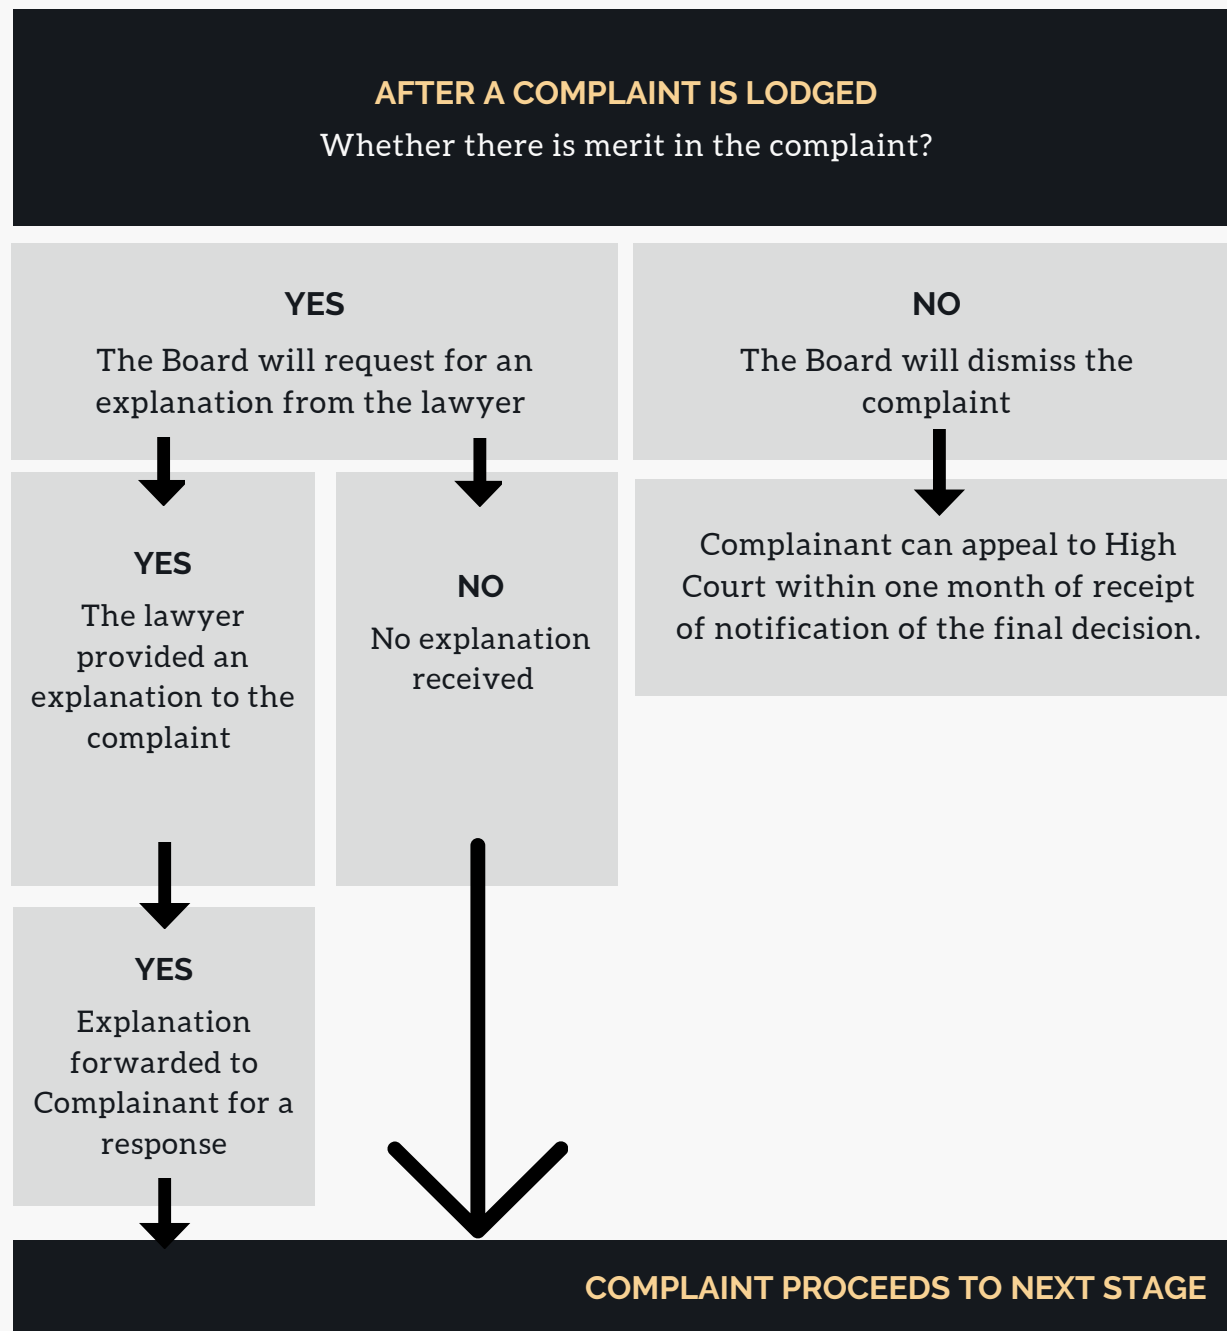 AFTER A COMPLAINT IS LODGED
Whether there is merit in the complaint?
YES
The Board will request for an
explanation from the lawyer
NO
The Board will dismiss the
complaint
YES
The lawyer
provided an
explanation to the
complaint
NO
No explanation
received
Complainant can appeal to High
Court within one month of receipt
of notification of the final decision.
YES
Explanation
forwarded to
Complainant for a
response
COMPLAINT PROCEEDS TO NEXT STAGE